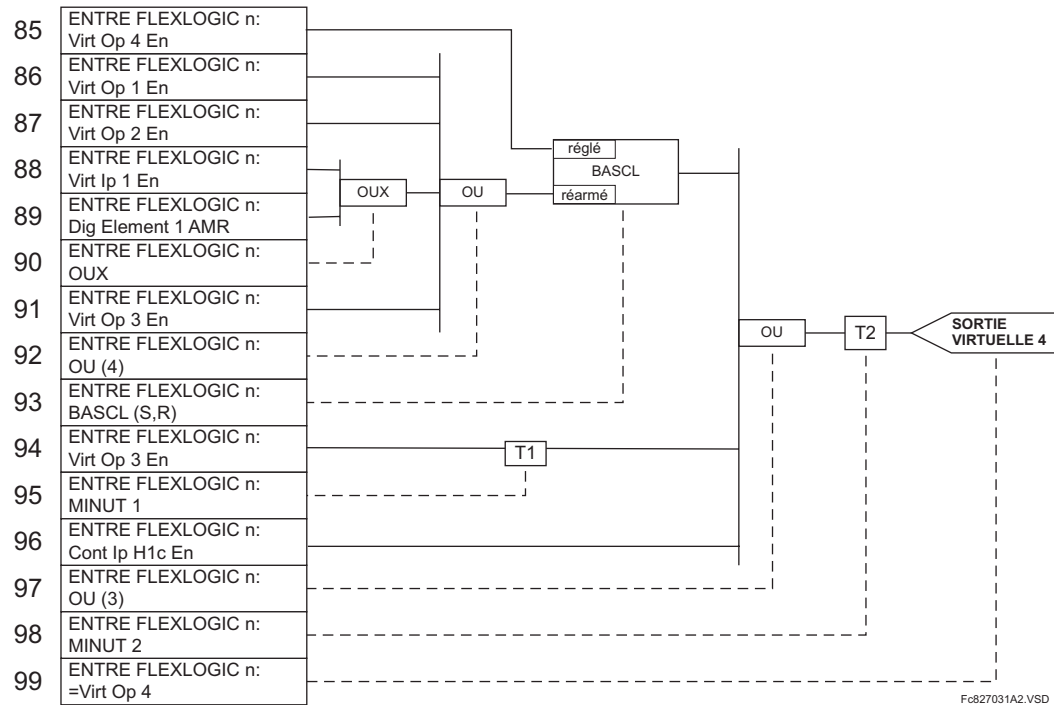 85
ENTRE FLEXLOGIC n:
Virt Op 4 En
86
ENTRE FLEXLOGIC n:
Virt Op 1 En
87
ENTRE FLEXLOGIC n:
Virt Op 2 En
88
ENTRE FLEXLOGIC n:
Virt Ip 1 En
89
ENTRE FLEXLOGIC n:
Dig Element 1 AMR
90
ENTRE FLEXLOGIC n:
OUX
91
ENTRE FLEXLOGIC n:
Virt Op 3 En
92
ENTRE FLEXLOGIC n:
OU (4)
93
ENTRE FLEXLOGIC n:
BASCL (S,R)
94
ENTRE FLEXLOGIC n:
Virt Op 3 En
95
ENTRE FLEXLOGIC n:
MINUT 1
96
ENTRE FLEXLOGIC n:
Cont Ip H1c En
97
ENTRE FLEXLOGIC n:
OU (3)
98
ENTRE FLEXLOGIC n:
MINUT 2
99
ENTRE FLEXLOGIC n:
=Virt Op 4
OUX
OU
réglé
BASCL
réarmé
T1
OU
T2
SORTIE
VIRTUELLE 4
Fc827031A2.VSD